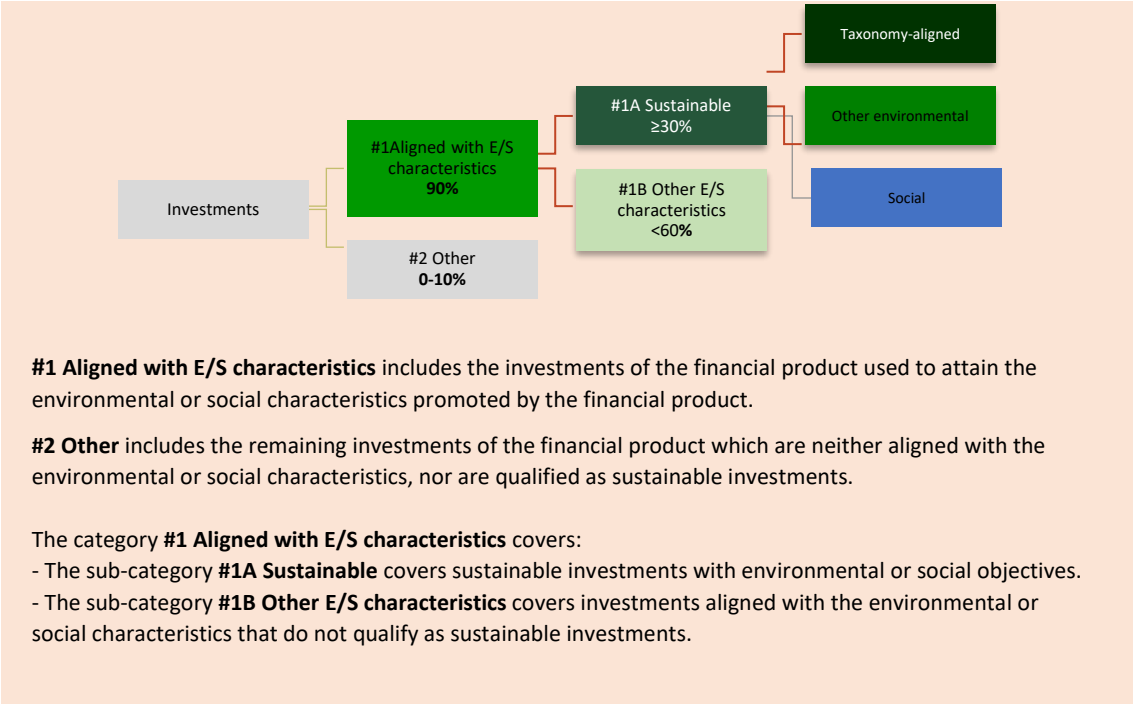 Taxonomy-aligned
#1A Sustainable
≥30%
Other environmental
#1Aligned with E/S
characteristics
90%
#1B Other E/S
characteristics
<60%
Social
Investments
#2 Other
0-10%
#1 Aligned with E/S characteristics includes the investments of the financial product used to attain the
environmental or social characteristics promoted by the financial product.
#2 Other includes the remaining investments of the financial product which are neither aligned with the
environmental or social characteristics, nor are qualified as sustainable investments.
The category #1 Aligned with E/S characteristics covers:
- The sub-category #1A Sustainable covers sustainable investments with environmental or social objectives.
- The sub-category #1B Other E/S characteristics covers investments aligned with the environmental or
social characteristics that do not qualify as sustainable investments.